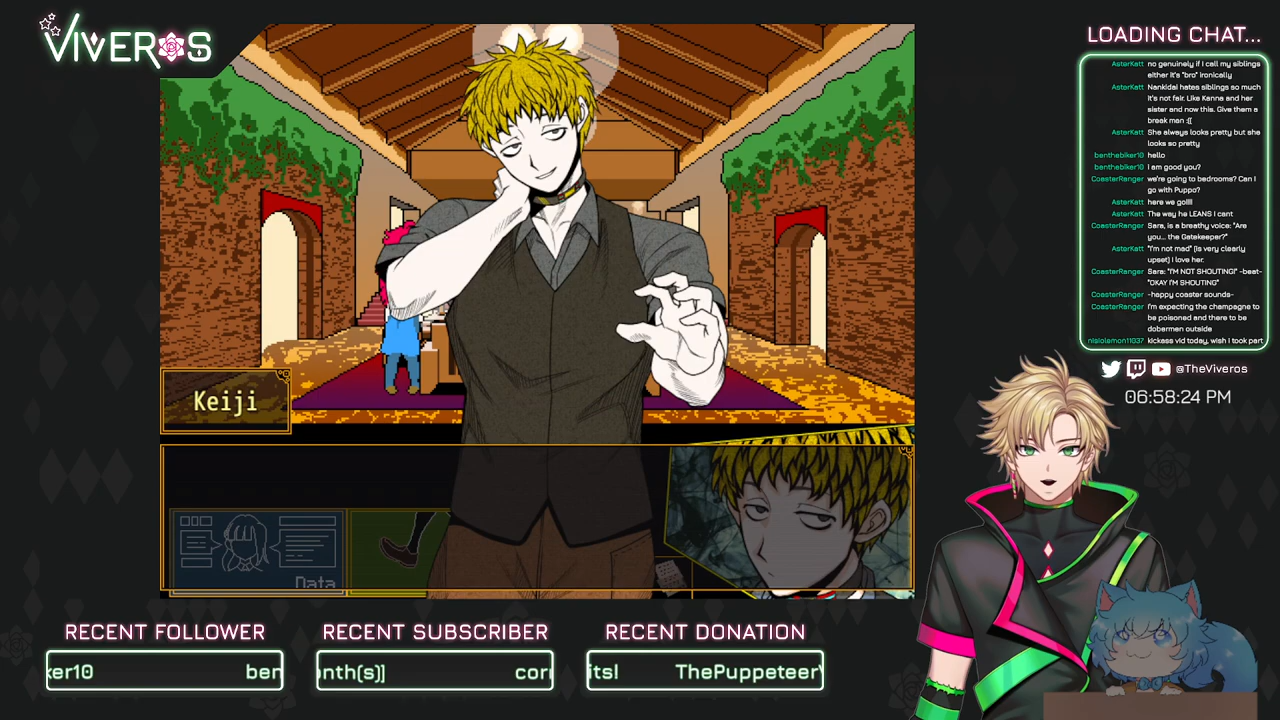 VIVEROS
LOADING CHAT...
AsterKatt no genuinely if I call my siblings
either it's "bro" ironically
AsterKatt Nankidai hates siblings so much
it's not fair. Like Kanna and her
sister and now this. Give them a
break man :[[
AsterKatt She always looks pretty but she
looks so pretty
benthebiker10 hello
benthebiker10 i am good you?
CoasterRanger we're going to bedrooms? Can I
go with Puppo?
AsterKatt here we go!!!!
AsterKatt The way he LEANS I cant
CoasterRanger Sara, is a breathy voice: "Are
you... the Gatekeeper?"
AsterKatt "I'm not mad" [is very clearly
upset] I love her.
CoasterRanger Sara: "I'M NOT SHOUTING!" -beat-
"OKAY I'M SHOUTING"
CoasterRanger -happy coaster sounds-
CoasterRanger I'm expecting the champagne to
be poisoned and there to be
dobermen outside
nislolemon11037 kickass vid today, wish i took part
@TheViveros
06:58:24 PM
Keiji
Data
RECENT FOLLOWER
ker10 ben
RECENT SUBSCRIBER
nth(s)] cor
RECENT DONATION
itsl ThePuppeteer